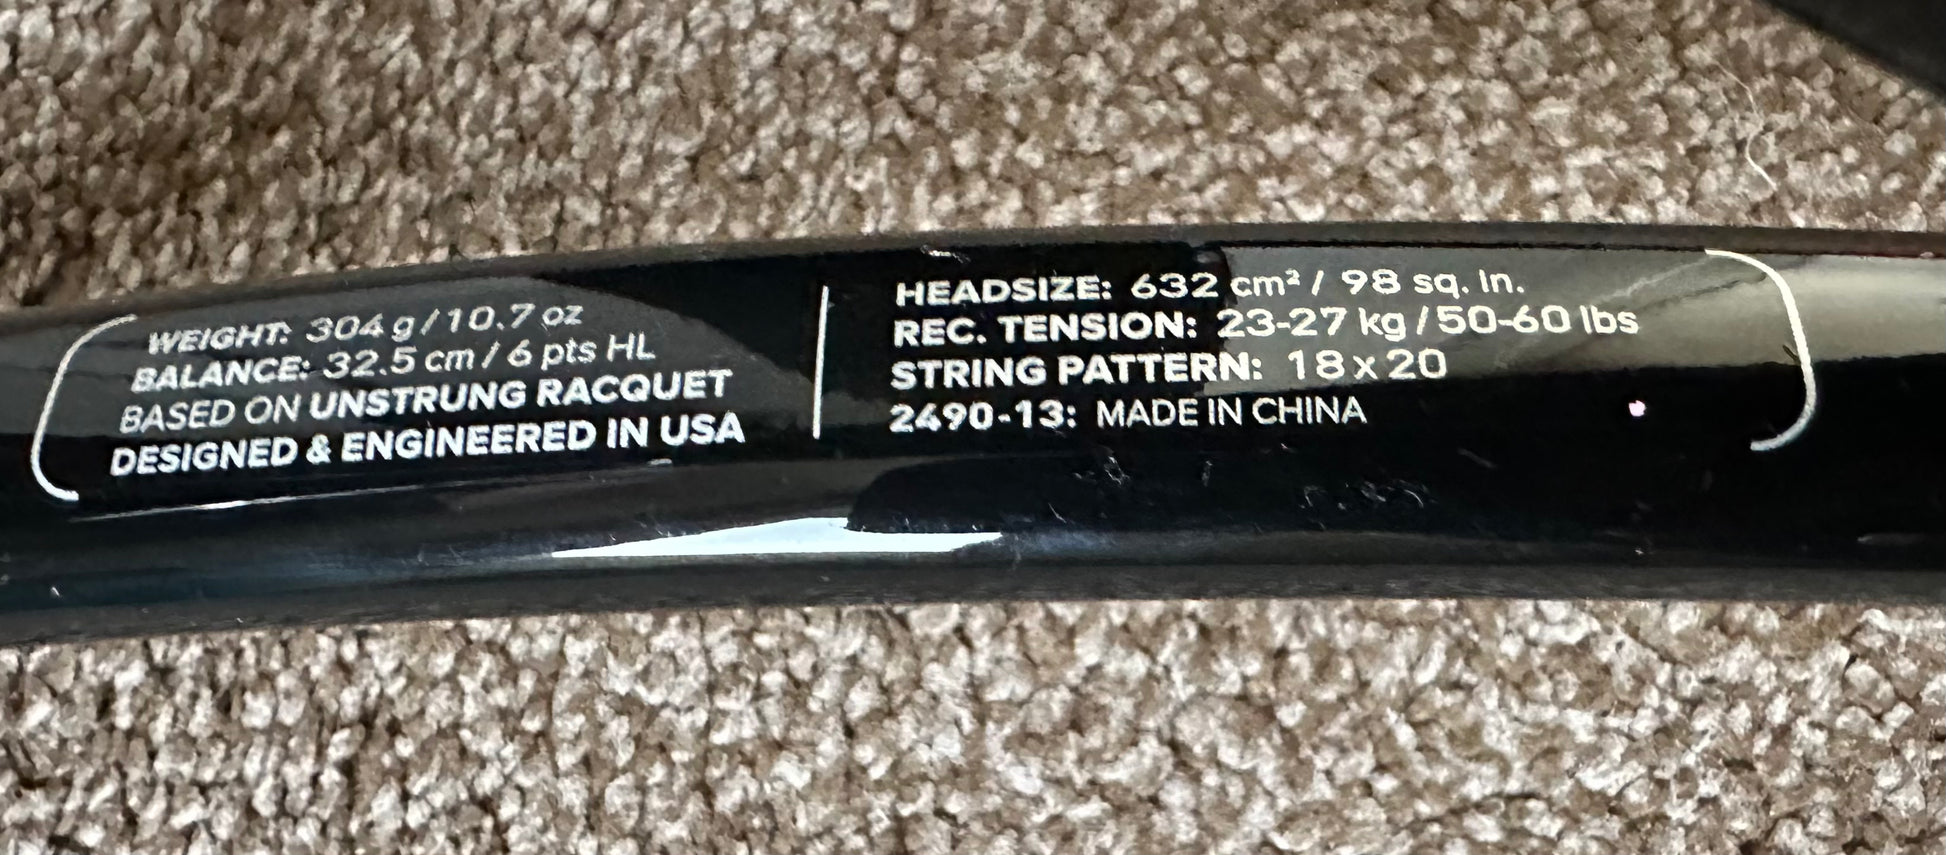 WEIGHT: 304 g / 10.7 oz
BALANCE: 32.5 cm / 6 pts HL
BASED ON UNSTRUNG RACQUET
DESIGNED & ENGINEERED IN USA
HEADSIZE: 632 cm² / 98 sq. in.
REC. TENSION: 23-27 kg / 50-60 lbs
STRING PATTERN: 18 x 20
2490-13: MADE IN CHINA